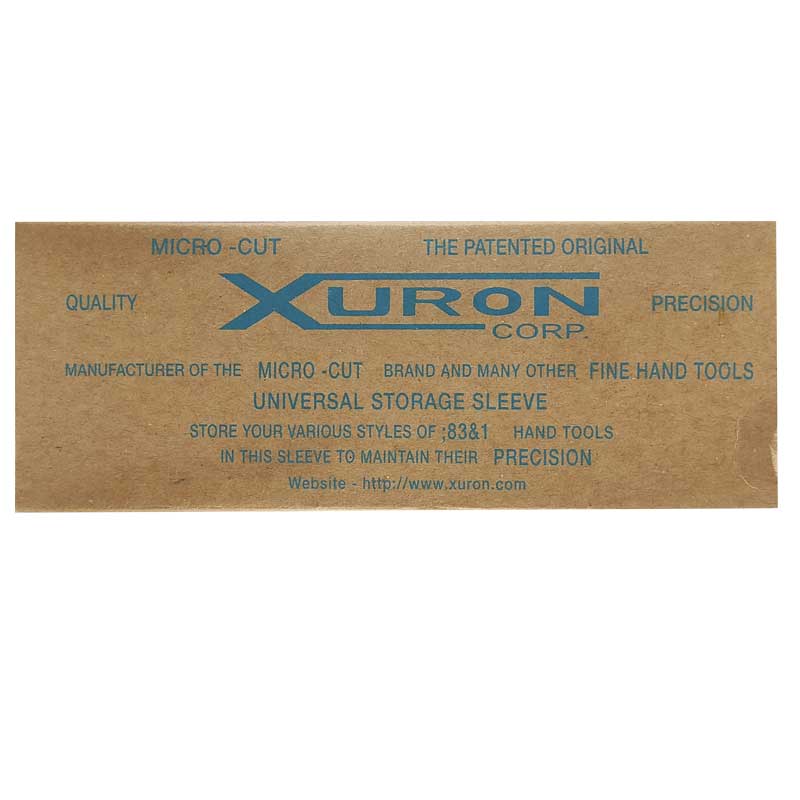 MICRO -CUT THE PATENTED ORIGINAL
QUALITY XURON PRECISION
CORP.
MANUFACTURER OF THE MICRO -CUT BRAND AND MANY OTHER FINE HAND TOOLS
UNIVERSAL STORAGE SLEEVE
STORE YOUR VARIOUS STYLES OF ;83&1 HAND TOOLS
IN THIS SLEEVE TO MAINTAIN THEIR PRECISION
Website - http://www.xuron.com